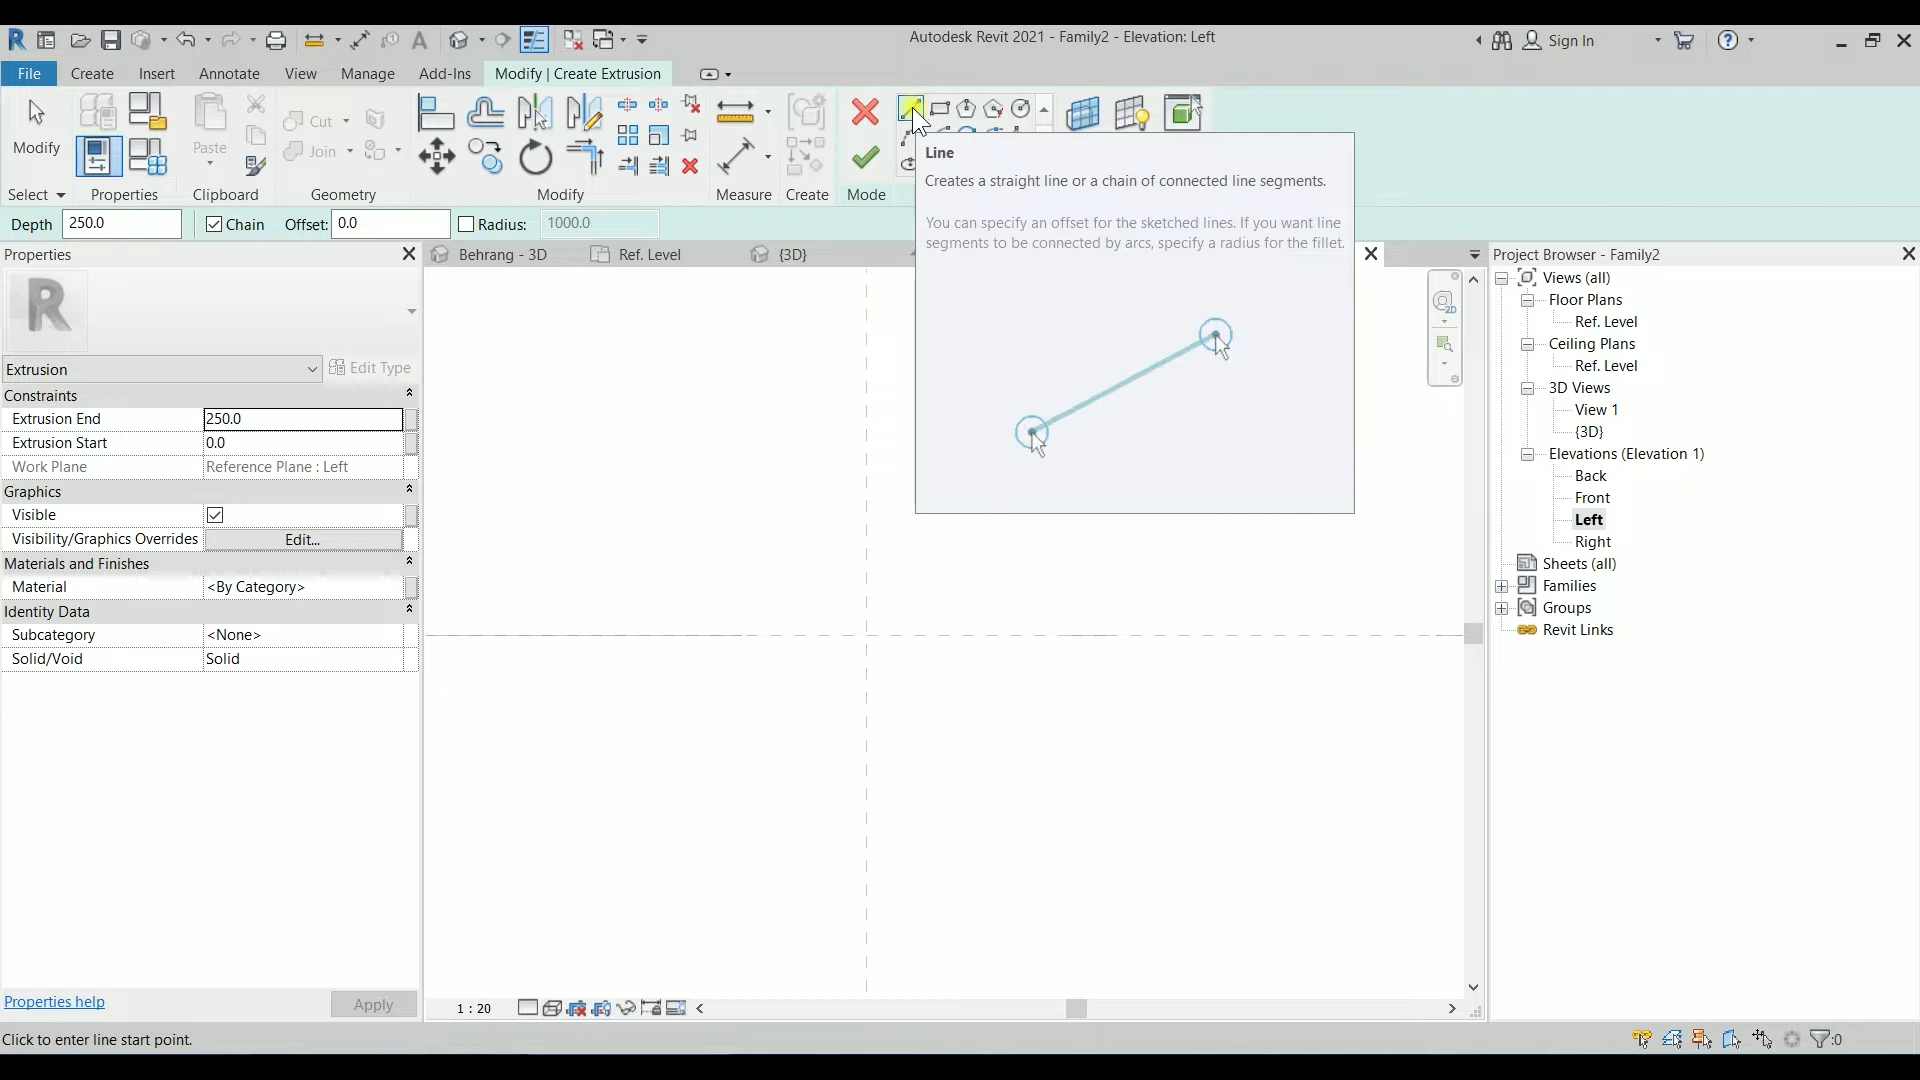 Autodesk Revit 2021 - Family2 - Elevation: Left
Sign In
File
Create
Insert
Annotate
View
Manage
Add-Ins
Modify | Create Extrusion
Modify
Paste
Cut
Join
Select
Properties
Clipboard
Geometry
Modify
Measure
Create
Mode
Line
Creates a straight line or a chain of connected line segments.
You can specify an offset for the sketched lines. If you want line
segments to be connected by arcs, specify a radius for the fillet.
Depth 250.0
Chain
Offset: 0.0
Radius: 1000.0
Properties
Behrang - 3D
Ref. Level
{3D}
Project Browser - Family2
Extrusion
Edit Type
Constraints
Extrusion End 250.0
Extrusion Start 0.0
Work Plane Reference Plane : Left
Graphics
Visible
Visibility/Graphics Overrides Edit...
Materials and Finishes
Material <By Category>
Identity Data
Subcategory <None>
Solid/Void Solid
Properties help
Apply
2D
Views (all)
Floor Plans
Ref. Level
Ceiling Plans
Ref. Level
3D Views
View 1
{3D}
Elevations (Elevation 1)
Back
Front
Left
Right
Sheets (all)
Families
Groups
Revit Links
1 : 20
Click to enter line start point.
:0